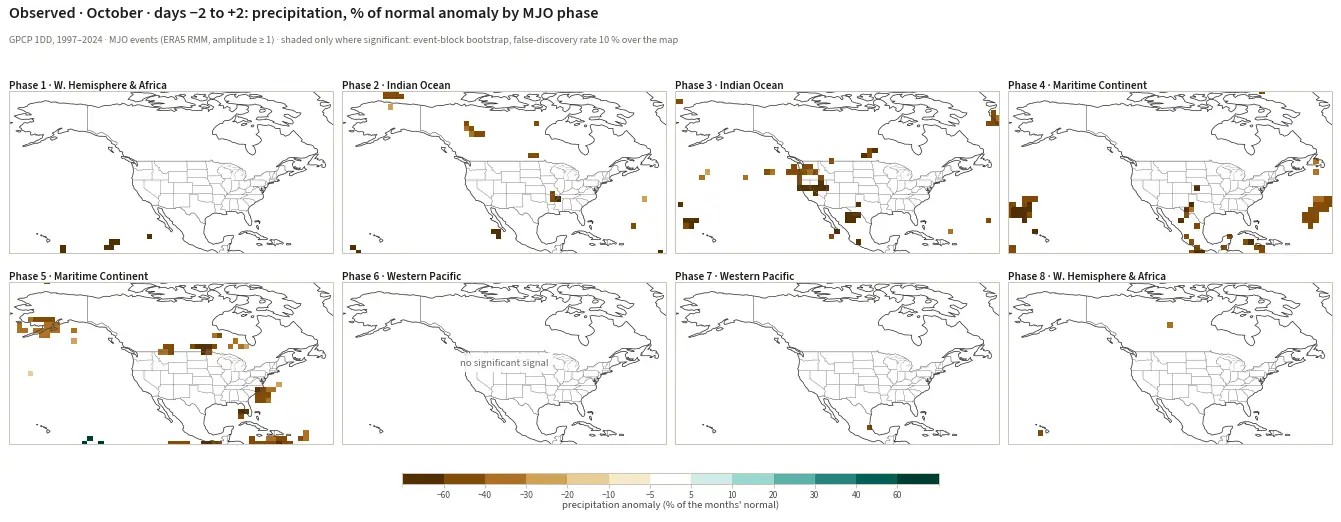 Observed · October · days −2 to +2: precipitation, % of normal anomaly by MJO phase
GPCP 1DD, 1997–2024 · MJO events (ERA5 RMM, amplitude ≥ 1) · shaded only where significant: event-block bootstrap, false-discovery rate 10 % over the map
Phase 1 · W. Hemisphere & Africa
Phase 2 · Indian Ocean
Phase 3 · Indian Ocean
Phase 4 · Maritime Continent
Phase 5 · Maritime Continent
Phase 6 · Western Pacific
Phase 7 · Western Pacific
Phase 8 · W. Hemisphere & Africa
no significant signal
−60 −40 −30 −20 −10 −5 5 10 20 30 40 60
precipitation anomaly (% of the months' normal)